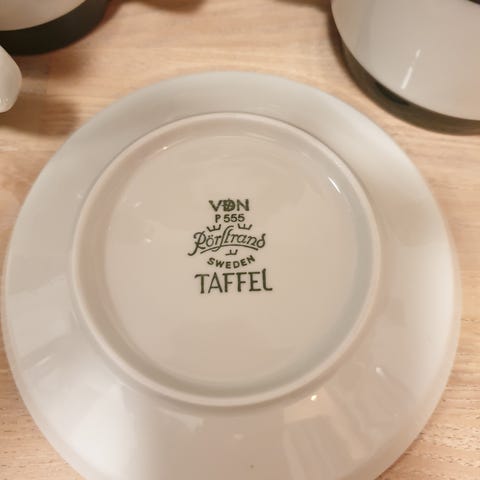 VDN
P 555
Rörstrand
SWEDEN
TAFFEL